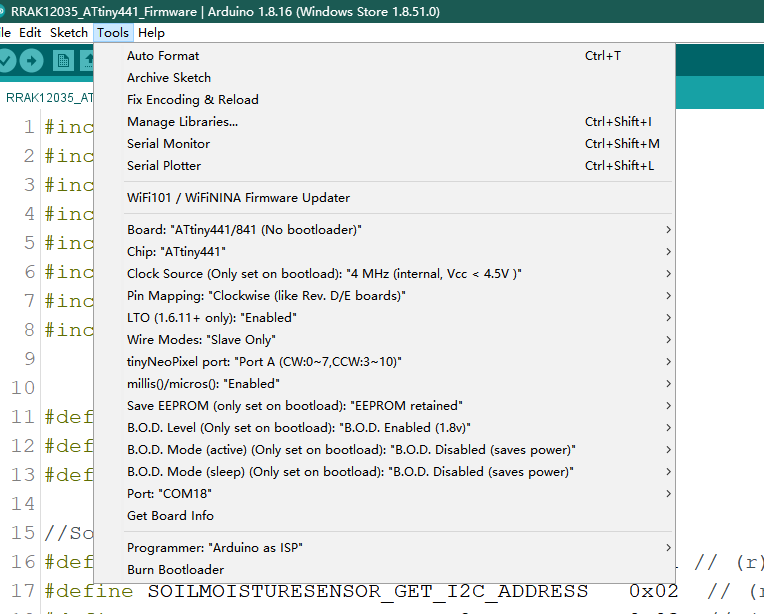 RRAK12035_ATtiny441_Firmware | Arduino 1.8.16 (Windows Store 1.8.51.0)
le Edit Sketch Tools Help
Auto Format Ctrl+T
Archive Sketch
RRAK12035_AT
Fix Encoding & Reload
Manage Libraries... Ctrl+Shift+I
1 #inc
Serial Monitor Ctrl+Shift+M
2 #inc
Serial Plotter Ctrl+Shift+L
3 #inc
WiFi101 / WiFiNINA Firmware Updater
4 #inc
Board: "ATtiny441/841 (No bootloader)"
5 #inc
Chip: "ATtiny441"
6 #inc
Clock Source (Only set on bootload): "4 MHz (internal, Vcc < 4.5V )"
7 #inc
Pin Mapping: "Clockwise (like Rev. D/E boards)"
LTO (1.6.11+ only): "Enabled"
8 #inc
Wire Modes: "Slave Only"
9
tinyNeoPixel port: "Port A (CW:0~7,CCW:3~10)"
10
millis()/micros(): "Enabled"
Save EEPROM (only set on bootload): "EEPROM retained"
11 #def
B.O.D. Level (Only set on bootload): "B.O.D. Enabled (1.8v)"
12 #def
B.O.D. Mode (active) (Only set on bootload): "B.O.D. Disabled (saves power)"
13 #def
B.O.D. Mode (sleep) (Only set on bootload): "B.O.D. Disabled (saves power)"
Port: "COM18"
14
Get Board Info
15 //So
Programmer: "Arduino as ISP"
16 #def // (r)
Burn Bootloader
17 #define SOILMOISTURESENSOR_GET_I2C_ADDRESS 0x02 // (r